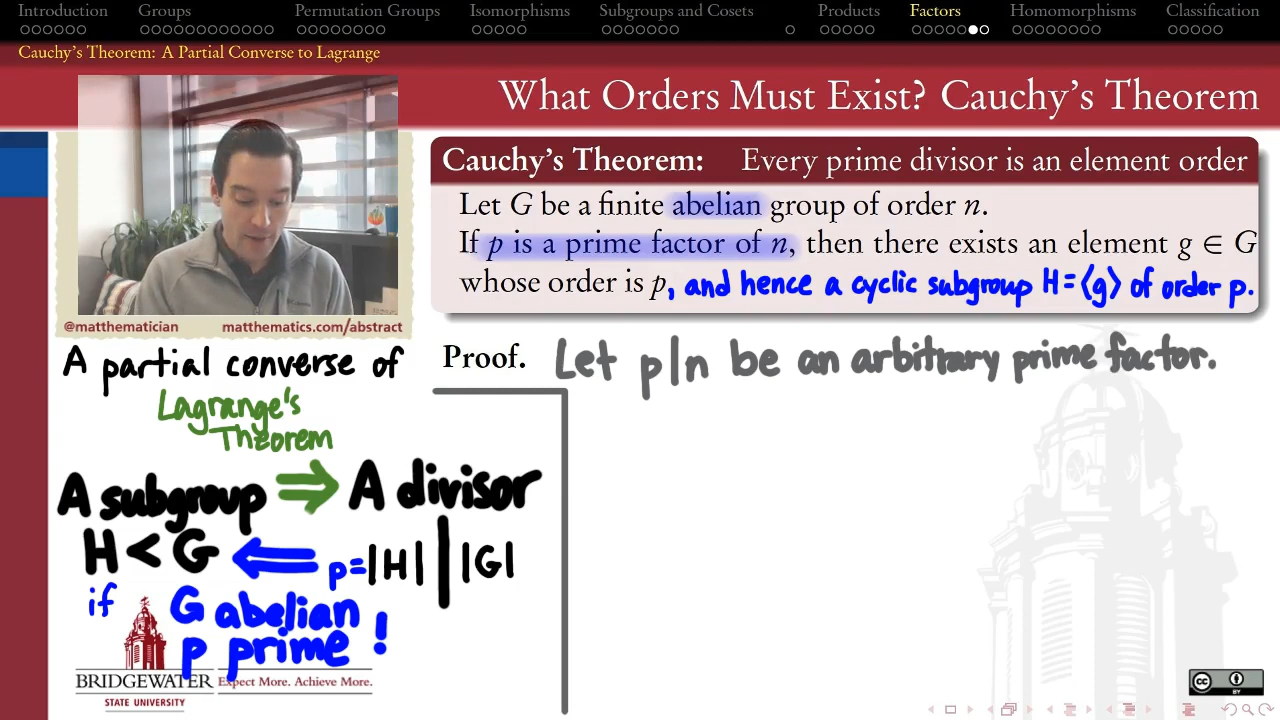 Introduction Groups Permutation Groups Isomorphisms Subgroups and Cosets Products Factors Homomorphisms Classification
Cauchy's Theorem: A Partial Converse to Lagrange
What Orders Must Exist? Cauchy's Theorem
Cauchy's Theorem: Every prime divisor is an element order
Let G be a finite abelian group of order n.
If p is a prime factor of n, then there exists an element g ∈ G
whose order is p, and hence a cyclic subgroup H=⟨g⟩ of order p.
@matthematician matthematics.com/abstract
A partial converse of
Lagrange's
Theorem
A subgroup ⇒ A divisor
H < G ⇐ p=|H| | |G|
if G abelian
p prime !
BRIDGEWATER
STATE UNIVERSITY
Expect More. Achieve More.
Proof. Let p|n be an arbitrary prime factor.
CC BY